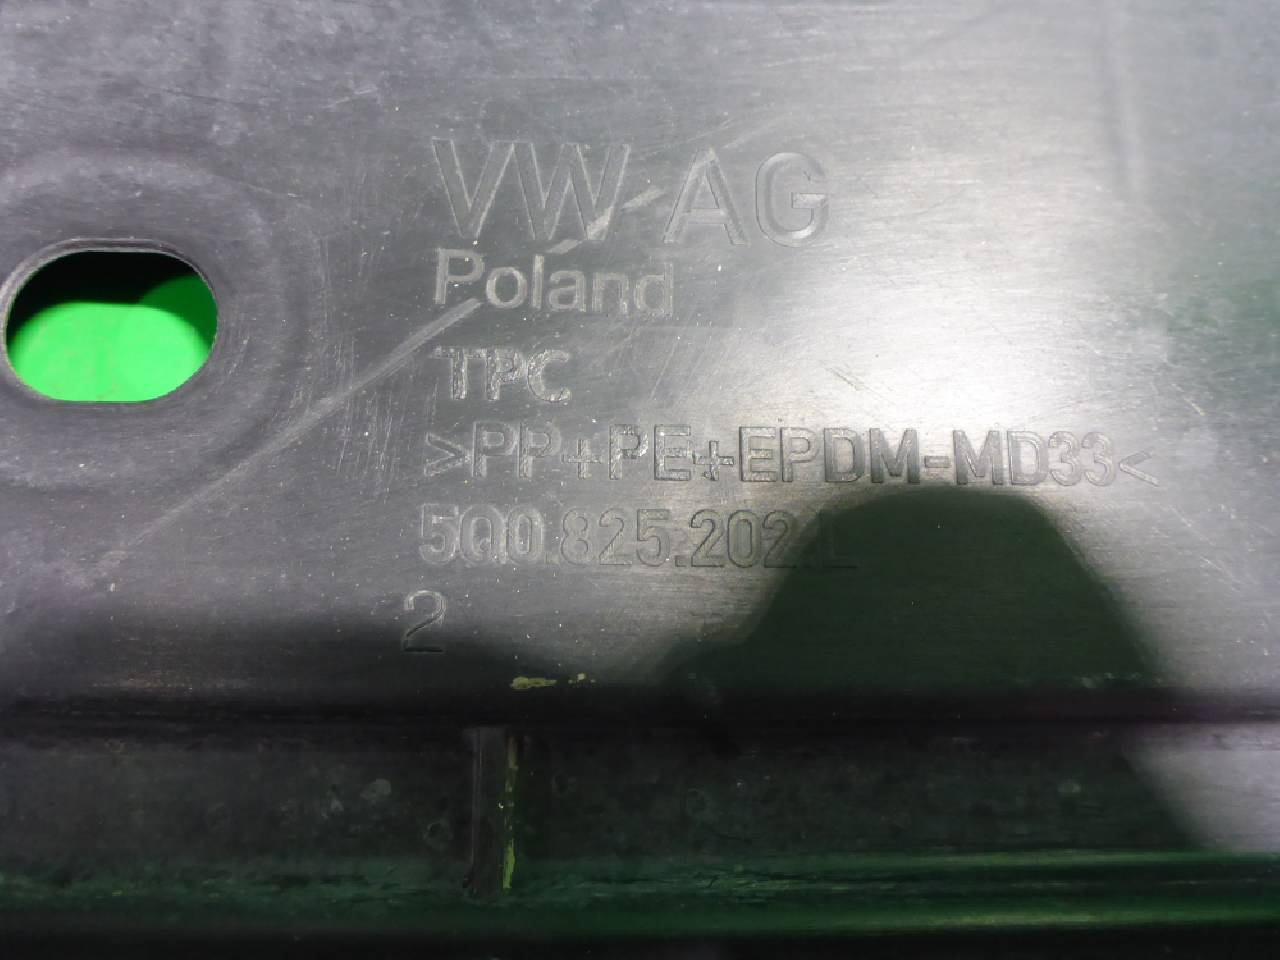 VW AG
Poland
TPC
>PP+PE+EPDM-MD33<
5Q0.825.202.L
2